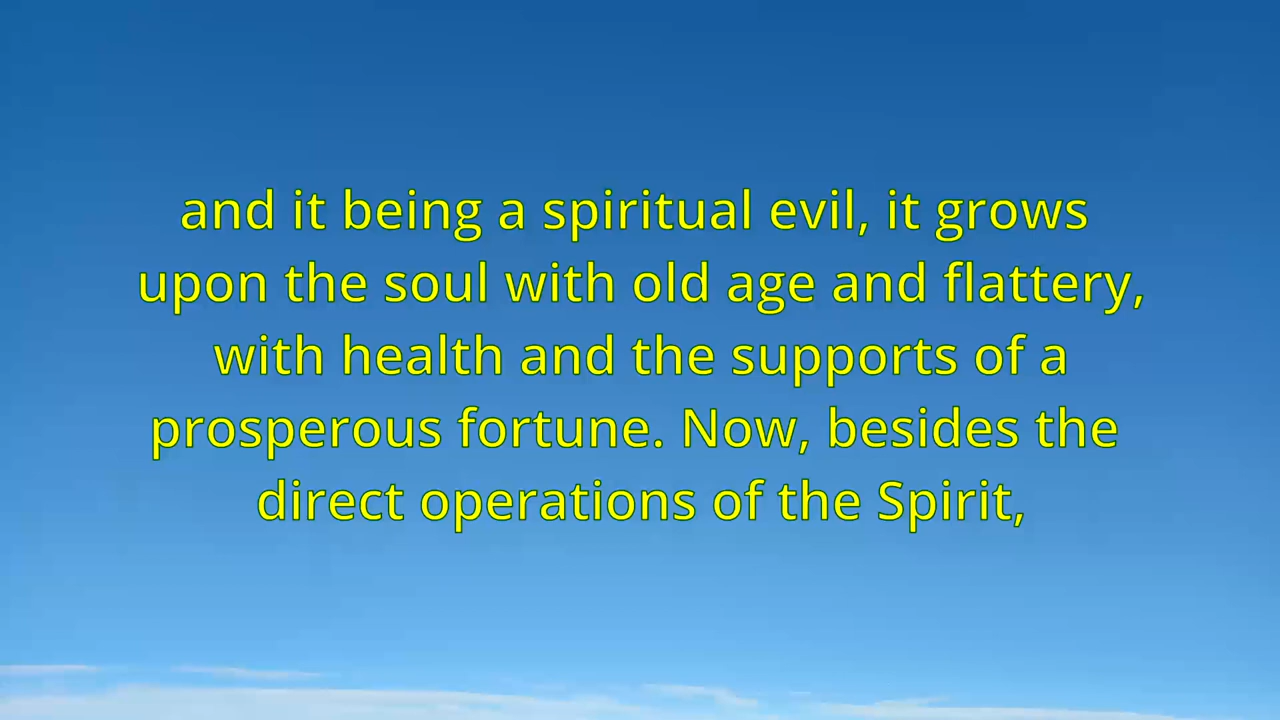 and it being a spiritual evil, it grows
upon the soul with old age and flattery,
with health and the supports of a
prosperous fortune. Now, besides the
direct operations of the Spirit,